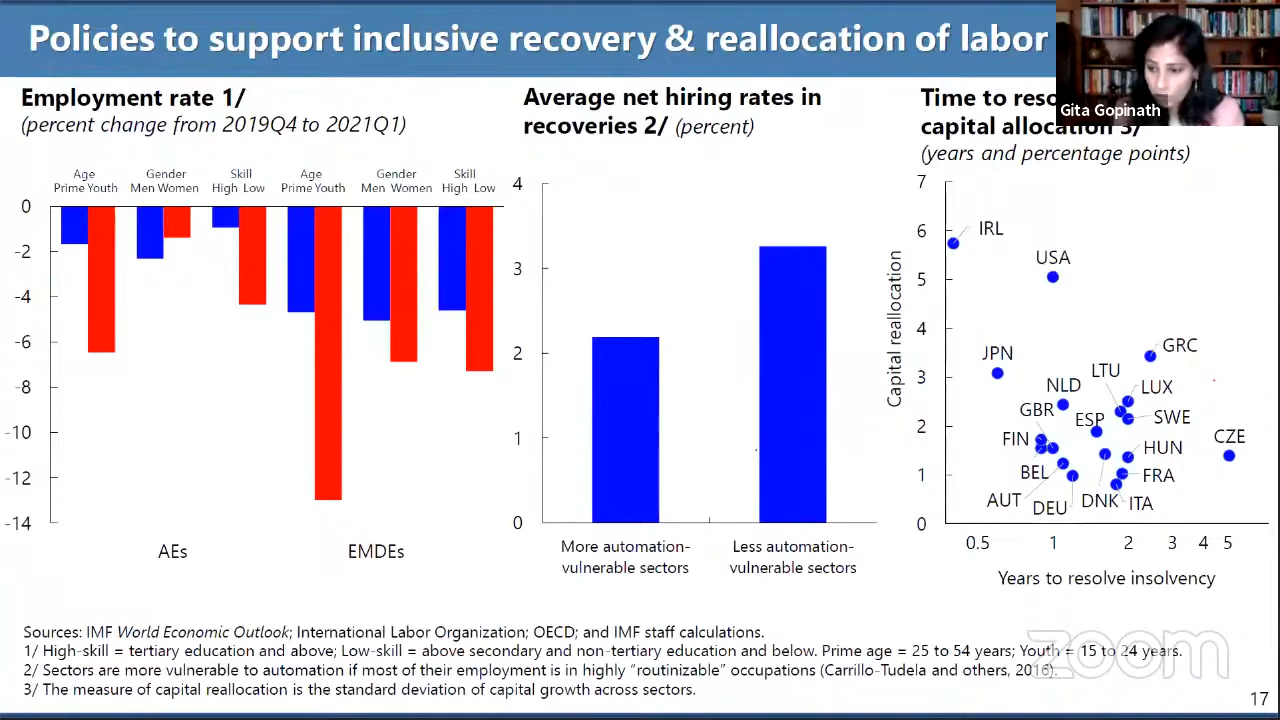 Policies to support inclusive recovery & reallocation of labor
Gita Gopinath
Employment rate 1/
(percent change from 2019Q4 to 2021Q1)
Age
Prime Youth
Gender
Men Women
Skill
High Low
Age
Prime Youth
Gender
Men Women
Skill
High Low
0
-2
-4
-6
-8
-10
-12
-14
AEs
EMDEs
Average net hiring rates in
recoveries 2/ (percent)
4
3
2
1
0
More automation-
vulnerable sectors
Less automation-
vulnerable sectors
Time to
capital allocation 3/
(years and percentage points)
7
6
5
4
3
2
1
0
Capital reallocation
IRL
USA
JPN
GRC
LTU
NLD
LUX
GBR
ESP
SWE
FIN
CZE
HUN
BEL
FRA
AUT
DEU
DNK
ITA
0.5
1
2
3
4
5
Years to resolve insolvency
Sources: IMF World Economic Outlook; International Labor Organization; OECD; and IMF staff calculations.
1/ High-skill = tertiary education and above; Low-skill = above secondary and non-tertiary education and below. Prime age = 25 to 54 years; Youth = 15 to 24 years.
2/ Sectors are more vulnerable to automation if most of their employment is in highly “routinizable” occupations (Carrillo-Tudela and others, 2016).
3/ The measure of capital reallocation is the standard deviation of capital growth across sectors.
zoom
17